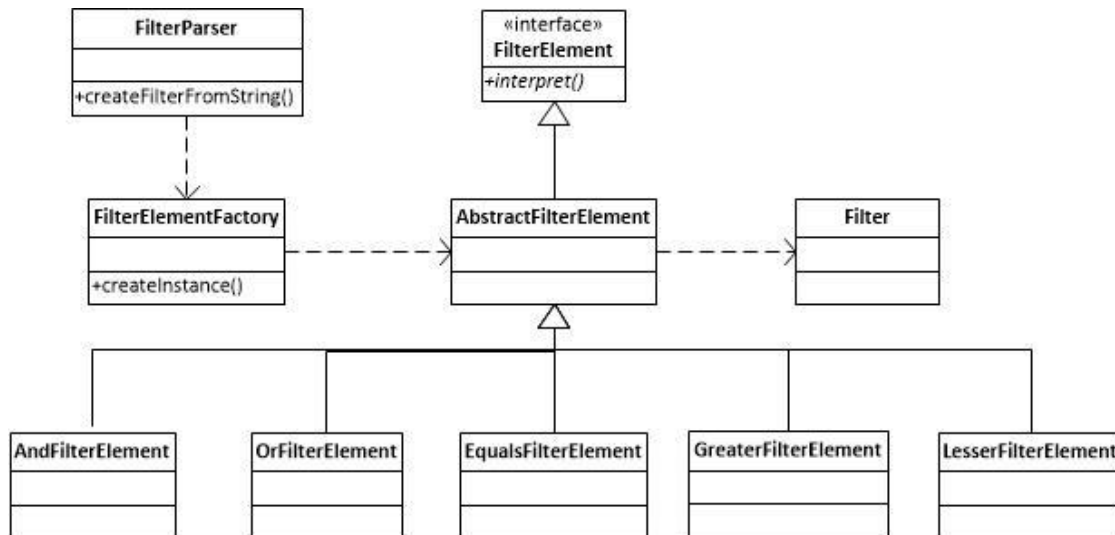 FilterParser
+createFilterFromString()
«interface»
FilterElement
+interpret()
FilterElementFactory
+createInstance()
AbstractFilterElement
Filter
AndFilterElement
OrFilterElement
EqualsFilterElement
GreaterFilterElement
LesserFilterElement